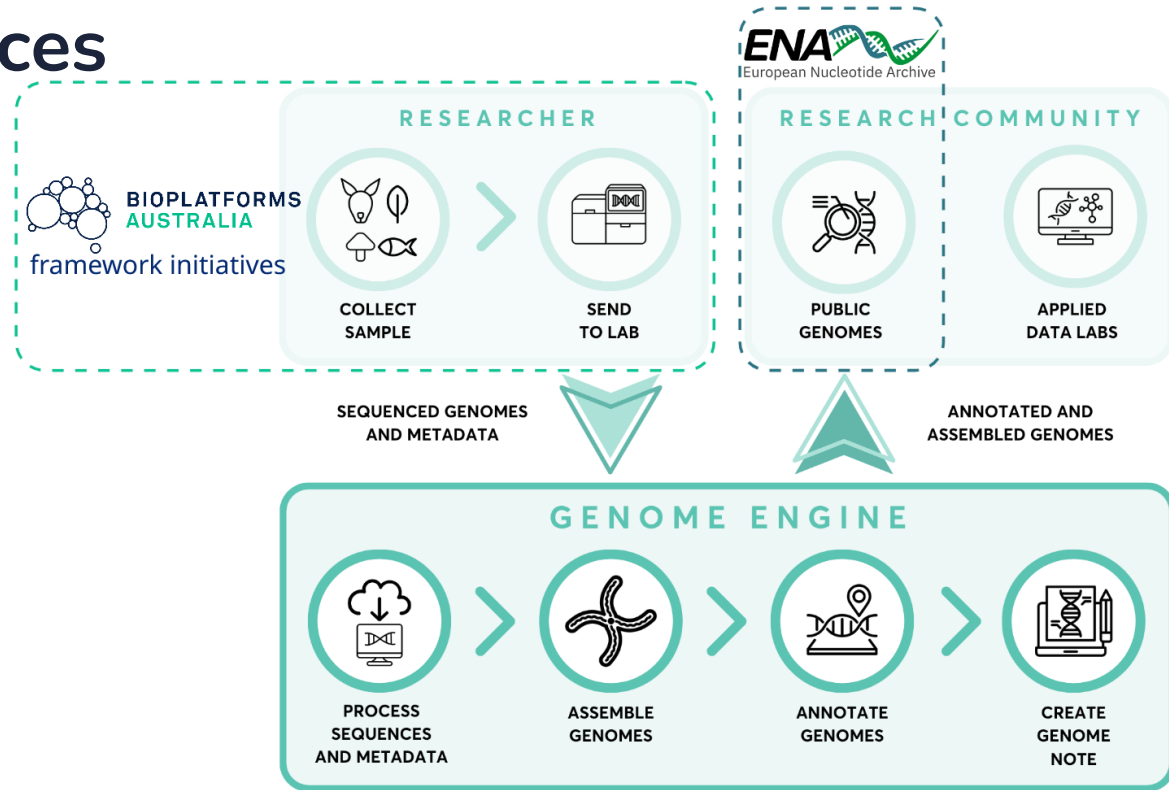 ces
ENA
European Nucleotide Archive
RESEARCHER
RESEARCH COMMUNITY
BIOPLATFORMS
AUSTRALIA
framework initiatives
COLLECT
SAMPLE
SEND
TO LAB
PUBLIC
GENOMES
APPLIED
DATA LABS
SEQUENCED GENOMES
AND METADATA
ANNOTATED AND
ASSEMBLED GENOMES
GENOME ENGINE
PROCESS
SEQUENCES
AND METADATA
ASSEMBLE
GENOMES
ANNOTATE
GENOMES
CREATE
GENOME
NOTE